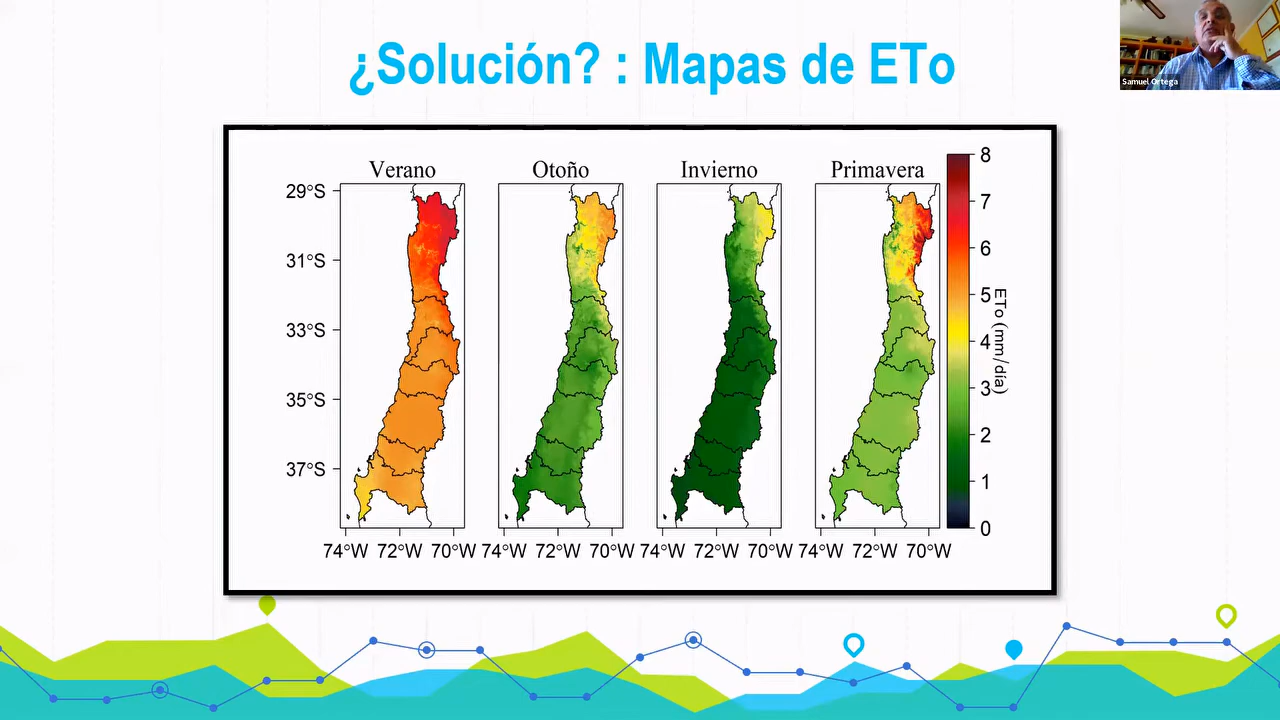 ¿Solución? : Mapas de ETo
Samuel Ortega
Verano
Otoño
Invierno
Primavera
29°S
31°S
33°S
35°S
37°S
74°W 72°W 70°W 74°W 72°W 70°W 74°W 72°W 70°W 74°W 72°W 70°W
8
7
6
5
4
3
2
1
0
ETo (mm/día)